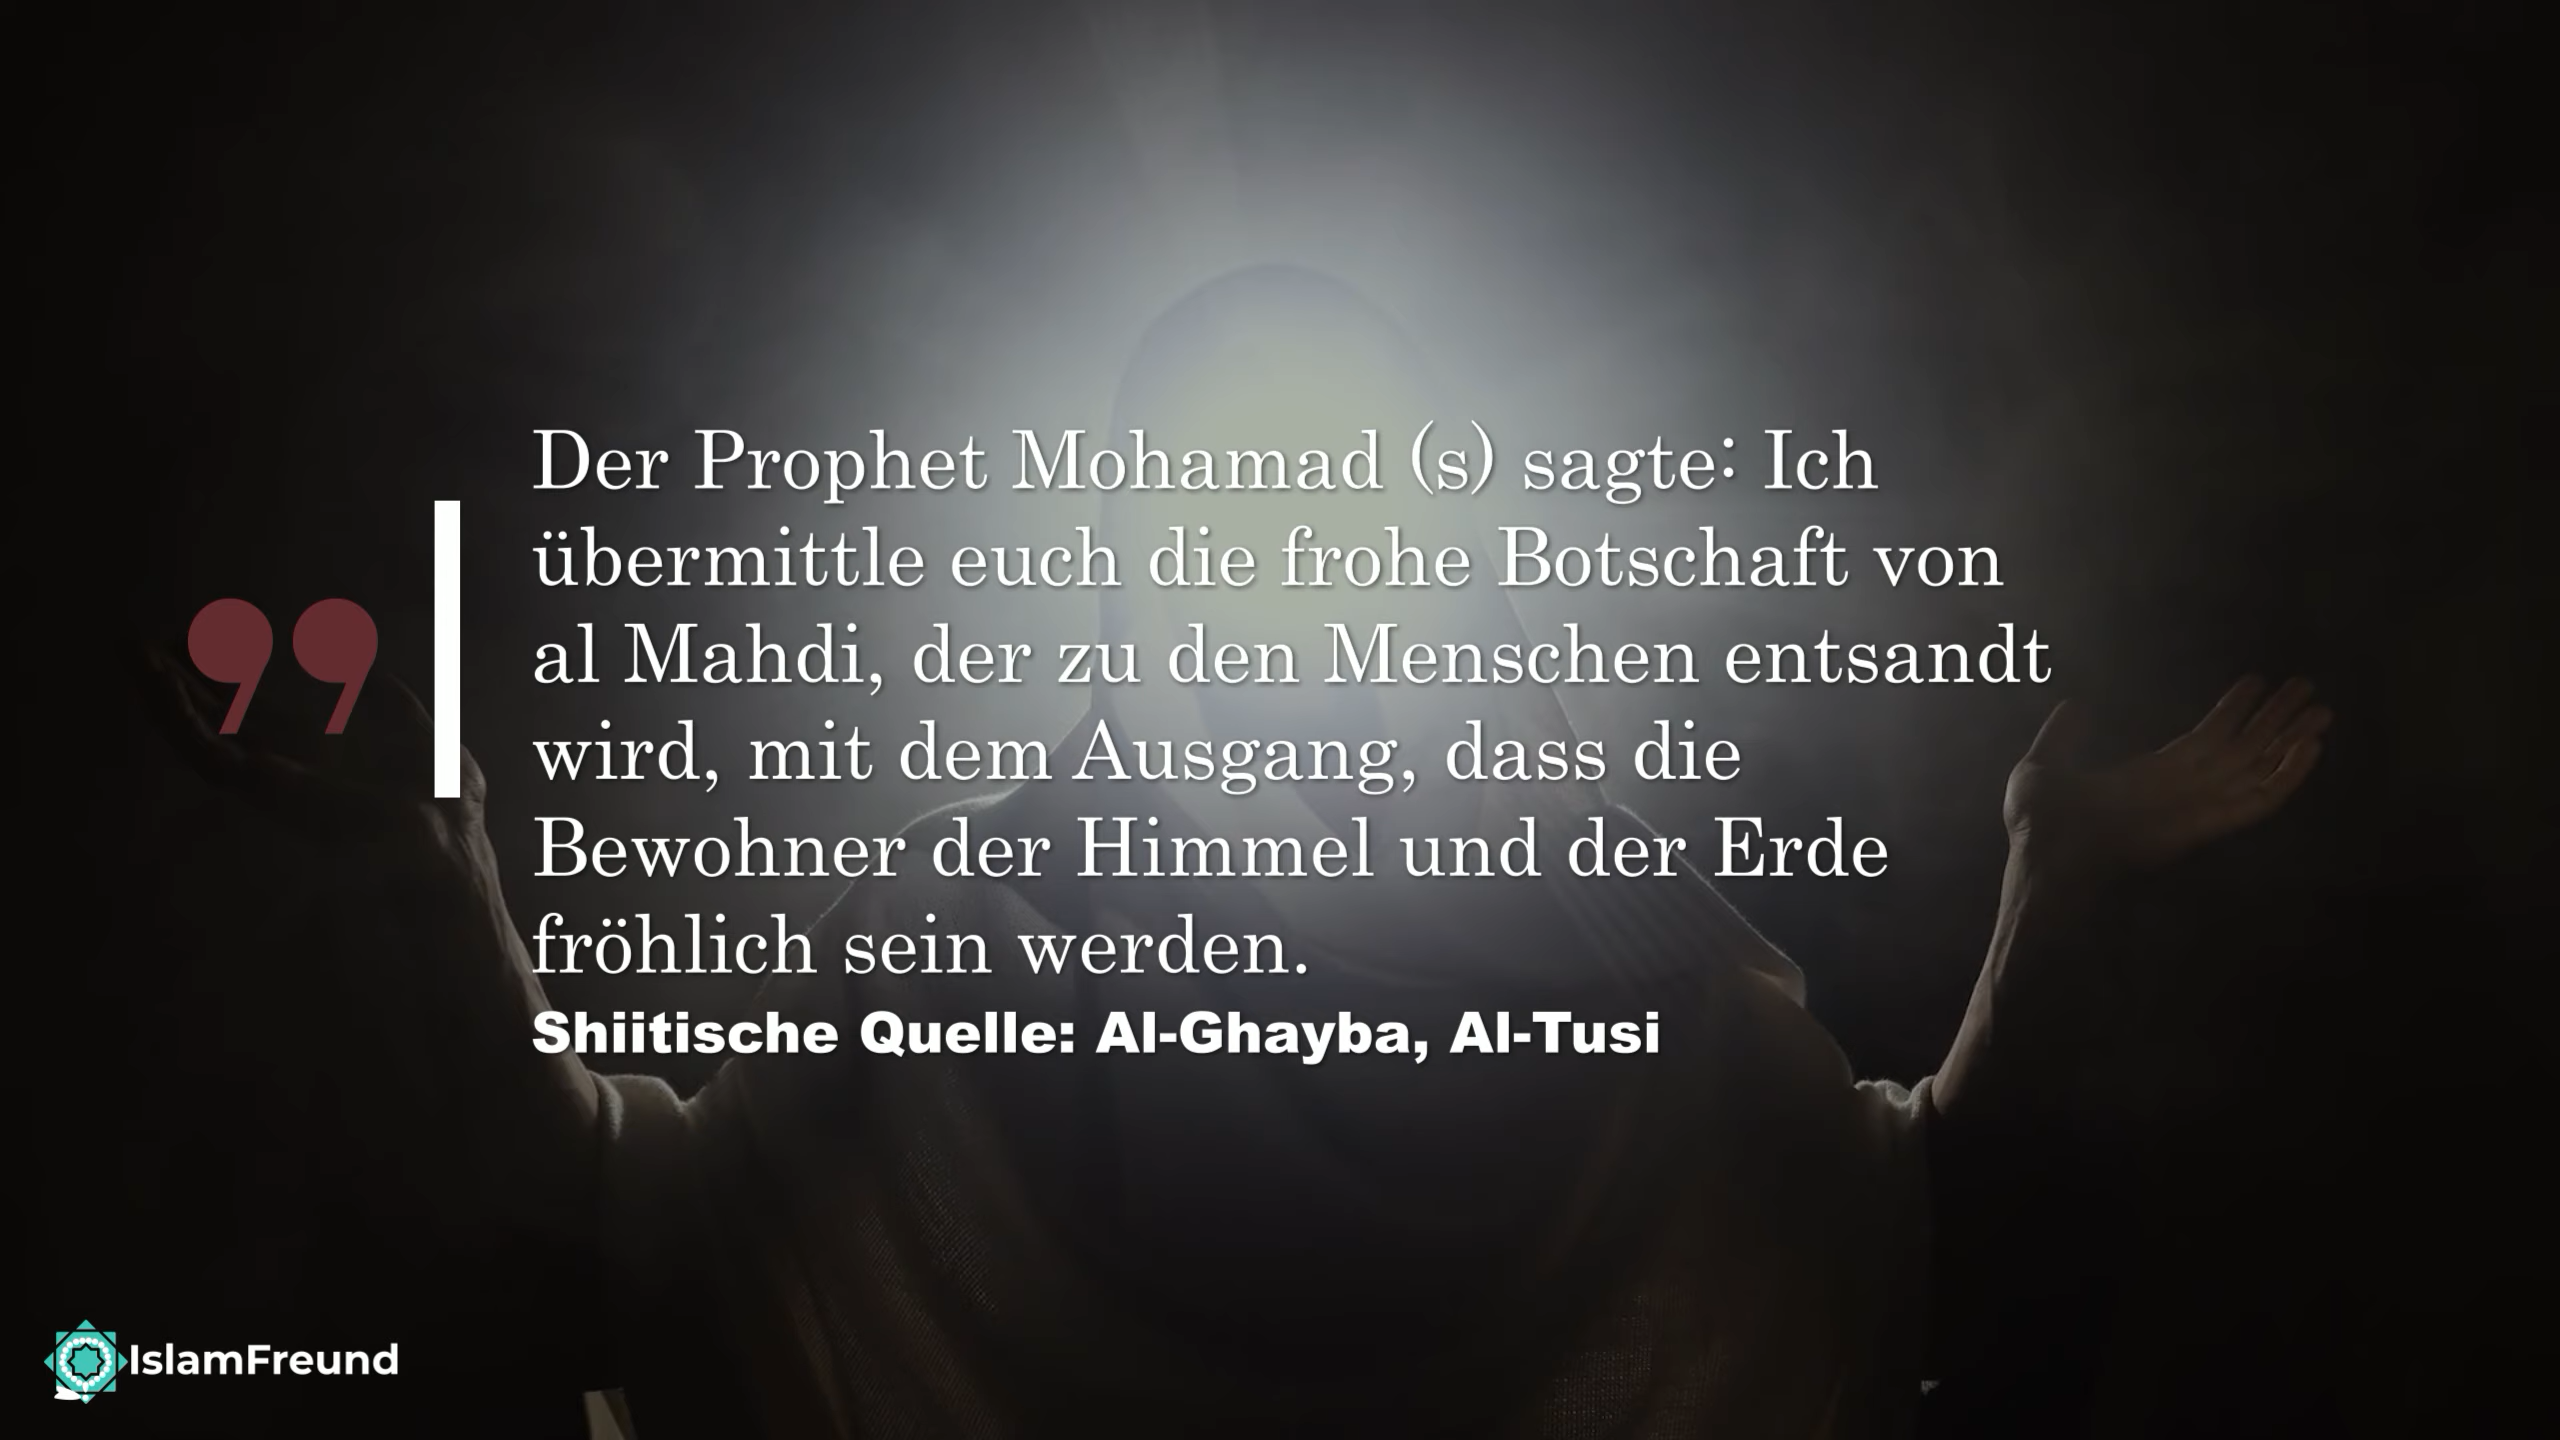 Der Prophet Mohamad (s) sagte: Ich
übermittle euch die frohe Botschaft von
al Mahdi, der zu den Menschen entsandt
wird, mit dem Ausgang, dass die
Bewohner der Himmel und der Erde
fröhlich sein werden.
Shiitische Quelle: Al-Ghayba, Al-Tusi
IslamFreund